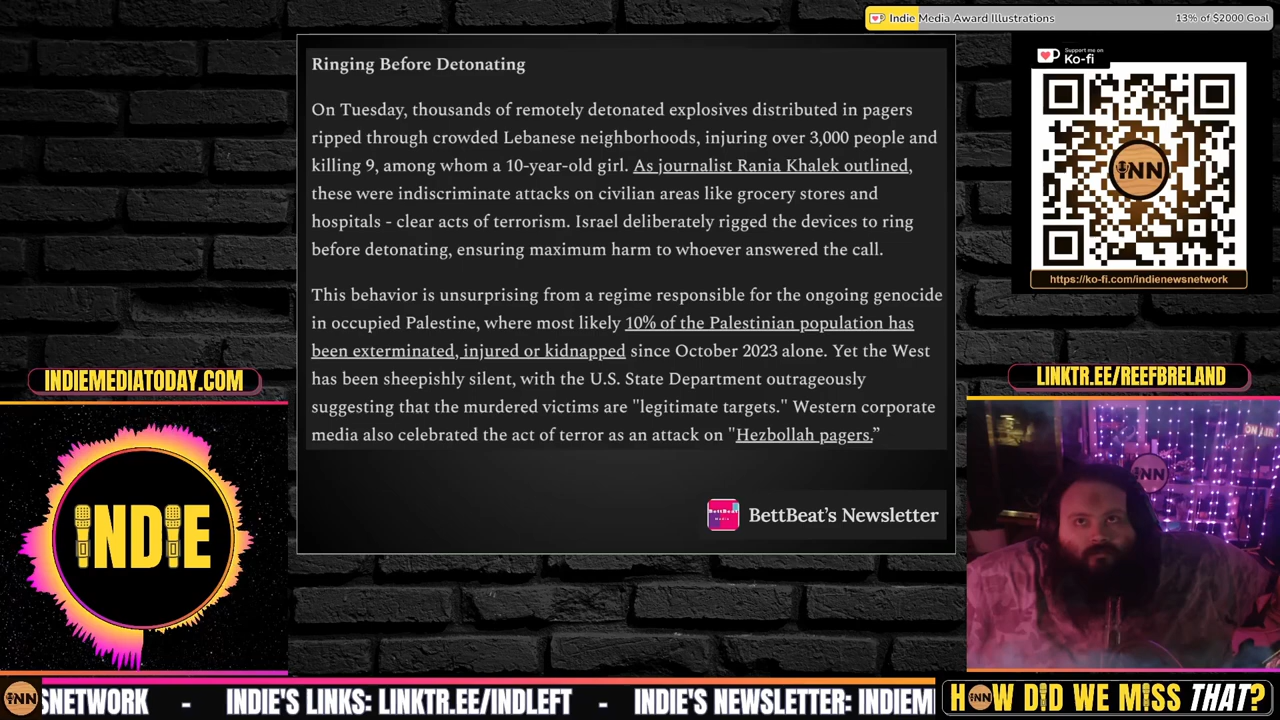 Indie Media Award Illustrations
13% of $2000 Goal
Ringing Before Detonating
On Tuesday, thousands of remotely detonated explosives distributed in pagers
ripped through crowded Lebanese neighborhoods, injuring over 3,000 people and
killing 9, among whom a 10-year-old girl. As journalist Rania Khalek outlined,
these were indiscriminate attacks on civilian areas like grocery stores and
hospitals - clear acts of terrorism. Israel deliberately rigged the devices to ring
before detonating, ensuring maximum harm to whoever answered the call.
This behavior is unsurprising from a regime responsible for the ongoing genocide
in occupied Palestine, where most likely 10% of the Palestinian population has
been exterminated, injured or kidnapped since October 2023 alone. Yet the West
has been sheepishly silent, with the U.S. State Department outrageously
suggesting that the murdered victims are "legitimate targets." Western corporate
media also celebrated the act of terror as an attack on "Hezbollah pagers.”
BettBeat Media
BettBeat’s Newsletter
Support me on
Ko-fi
INN
https://ko-fi.com/indienewsnetwork
INDIEMEDIATODAY.COM
INDIE
LINKTR.EE/REEFBRELAND
INN
ON AIR
INN
SNETWORK - INDIE'S LINKS: LINKTR.EE/INDLEFT - INDIE'S NEWSLETTER: INDIEM
HOW DID WE MISS THAT?